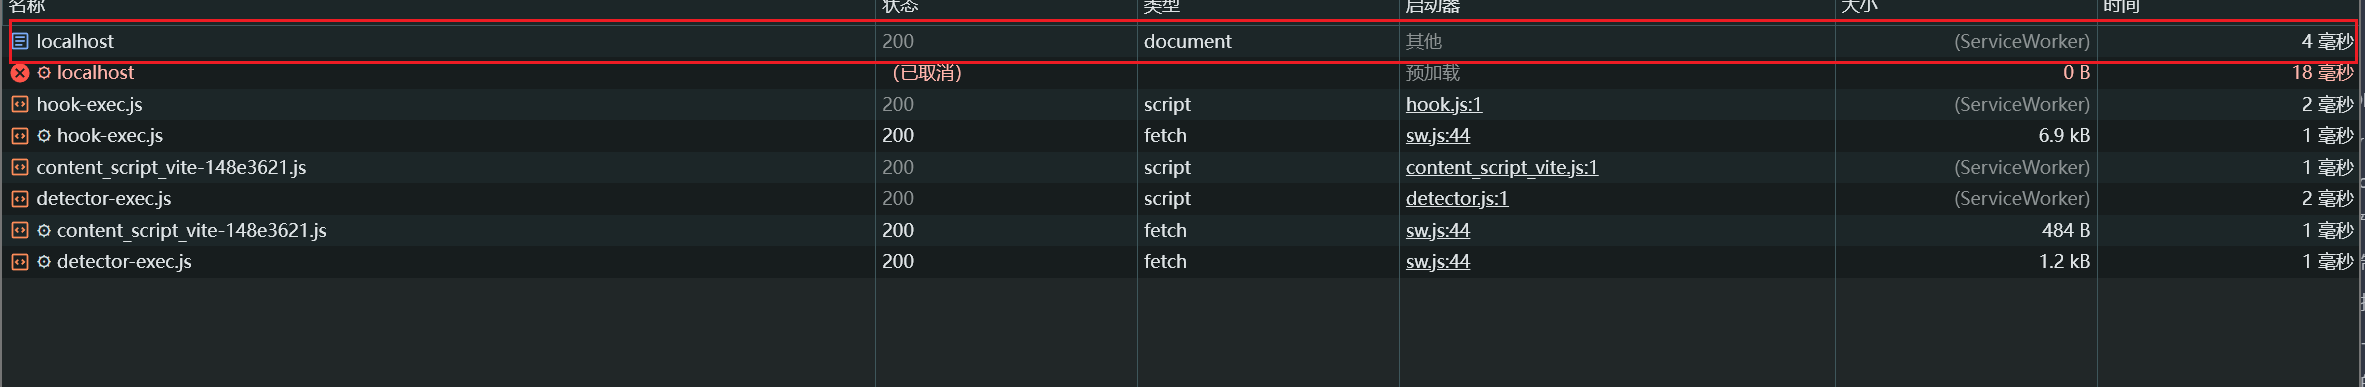 名称 状态 类型 启动器 大小 时间
localhost 200 document 其他 (ServiceWorker) 4 毫秒
localhost （已取消） 预加载 0 B 18 毫秒
hook-exec.js 200 script hook.js:1 (ServiceWorker) 2 毫秒
hook-exec.js 200 fetch sw.js:44 6.9 kB 1 毫秒
content_script_vite-148e3621.js 200 script content_script_vite.js:1 (ServiceWorker) 1 毫秒
detector-exec.js 200 script detector.js:1 (ServiceWorker) 2 毫秒
content_script_vite-148e3621.js 200 fetch sw.js:44 484 B 1 毫秒
detector-exec.js 200 fetch sw.js:44 1.2 kB 1 毫秒